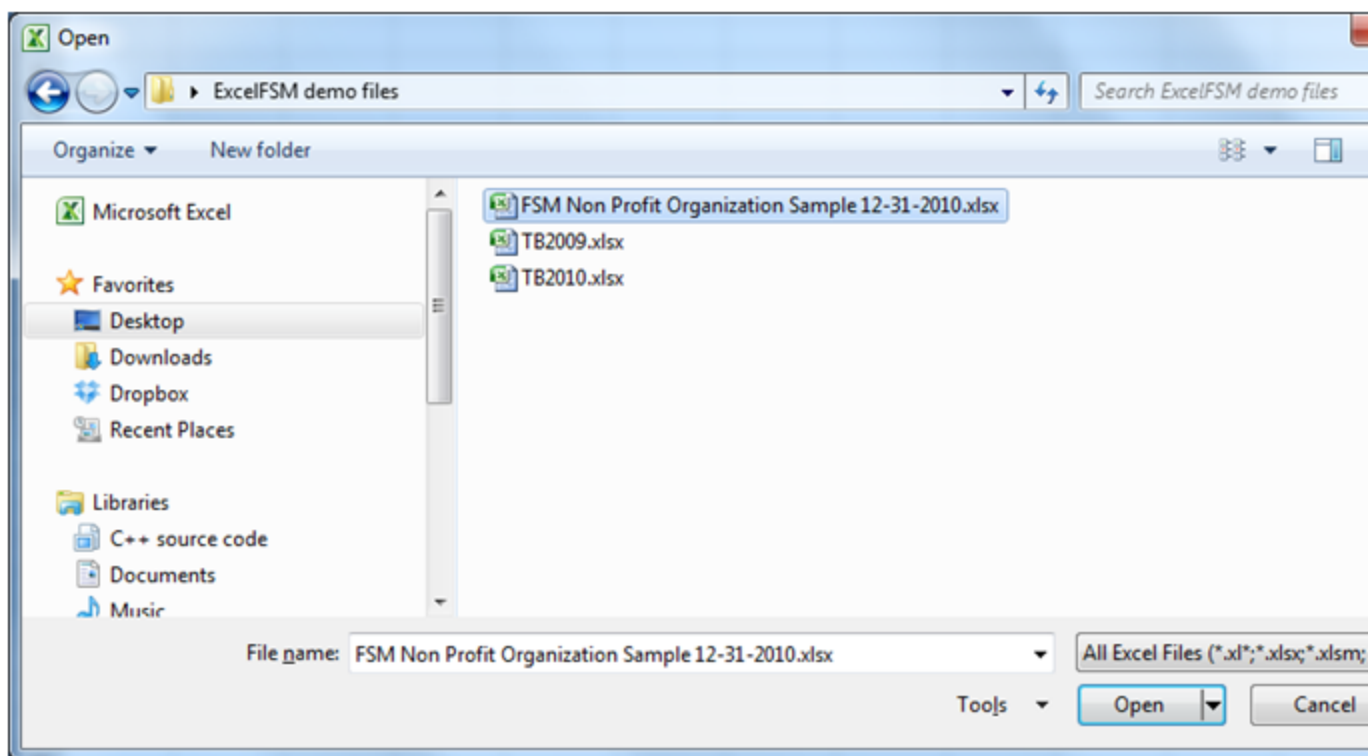 Open
ExcelFSM demo files
Search ExcelFSM demo files
Organize
New folder
Microsoft Excel
Favorites
Desktop
Downloads
Dropbox
Recent Places
Libraries
C++ source code
Documents
Music
FSM Non Profit Organization Sample 12-31-2010.xlsx
TB2009.xlsx
TB2010.xlsx
File name: FSM Non Profit Organization Sample 12-31-2010.xlsx
All Excel Files (*.xl*;*.xlsx;*.xlsm;
Tools
Open
Cancel